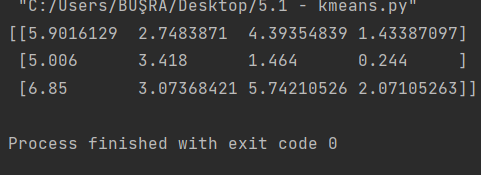 "C:/Users/BUŞRA/Desktop/5.1 - kmeans.py"
[[5.9016129  2.7483871  4.39354839 1.43387097]
 [5.006      3.418      1.464      0.244     ]
 [6.85       3.07368421 5.74210526 2.07105263]]
Process finished with exit code 0